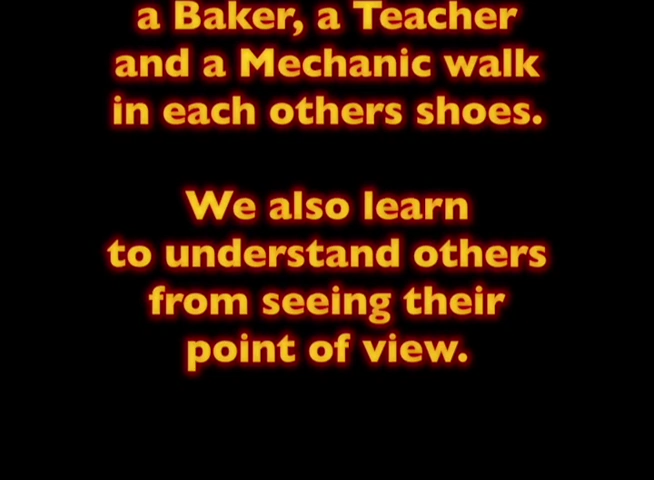 a Baker, a Teacher
and a Mechanic walk
in each others shoes.
We also learn
to understand others
from seeing their
point of view.